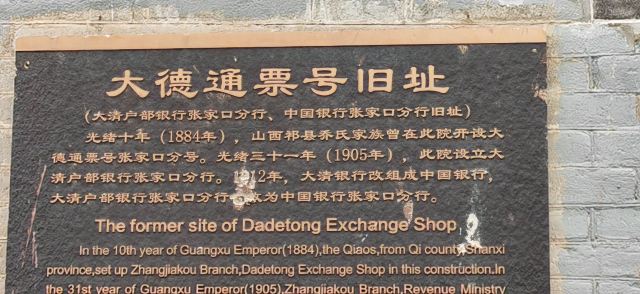 大德通票号旧址
(大清户部银行张家口分行、中国银行张家口分行旧址)
光绪十年（1884年），山西祁县乔氏家族曾在此院开设大
德通票号张家口分号。光绪三十一年（1905年），此院设立大
清户部银行张家口分行。1912年，大清银行改组成中国银行，
大清户部银行张家口分行 改为中国银行张家口分行。
The former site of Dadetong Exchange Shop
In the 10th year of Guangxu Emperor(1884),the Qiaos,from Qi county,Shanxi
province,set up Zhangjiakou Branch,Dadetong Exchange Shop in this construction.In
the 31st year of Guangxu Emperor(1905),Zhangjiakou Branch,Revenue Ministry